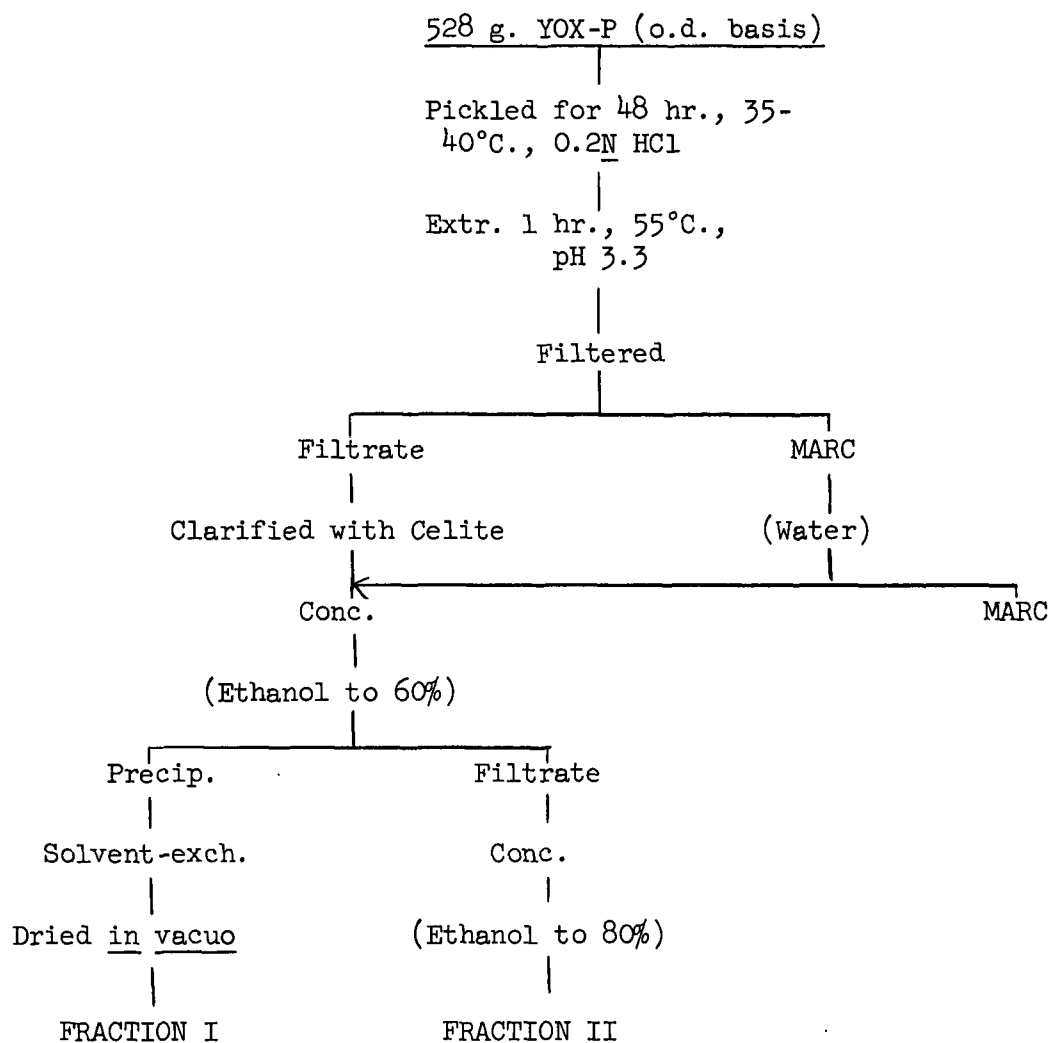 528 g. YOX-P (o.d. basis)
Pickled for 48 hr., 35-
40°C., 0.2N HCl
Extr. 1 hr., 55°C.,
pH 3.3
Filtered
Filtrate MARC
Clarified with Celite (Water)
Conc. MARC
(Ethanol to 60%)
Precip. Filtrate
Solvent-exch. Conc.
Dried in vacuo (Ethanol to 80%)
FRACTION I FRACTION II